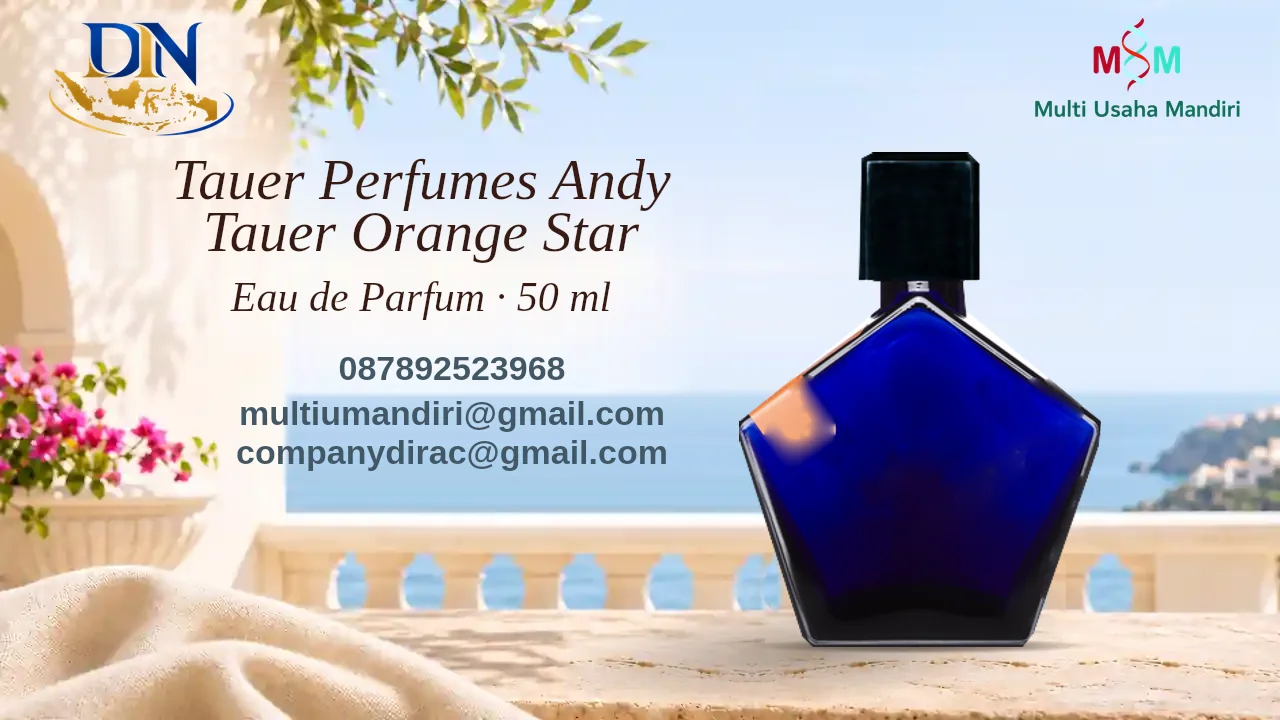 DIN
MSM
Multi Usaha Mandiri
Tauer Perfumes Andy
Tauer Orange Star
Eau de Parfum · 50 ml
087892523968
multiumandiri@gmail.com
companydirac@gmail.com